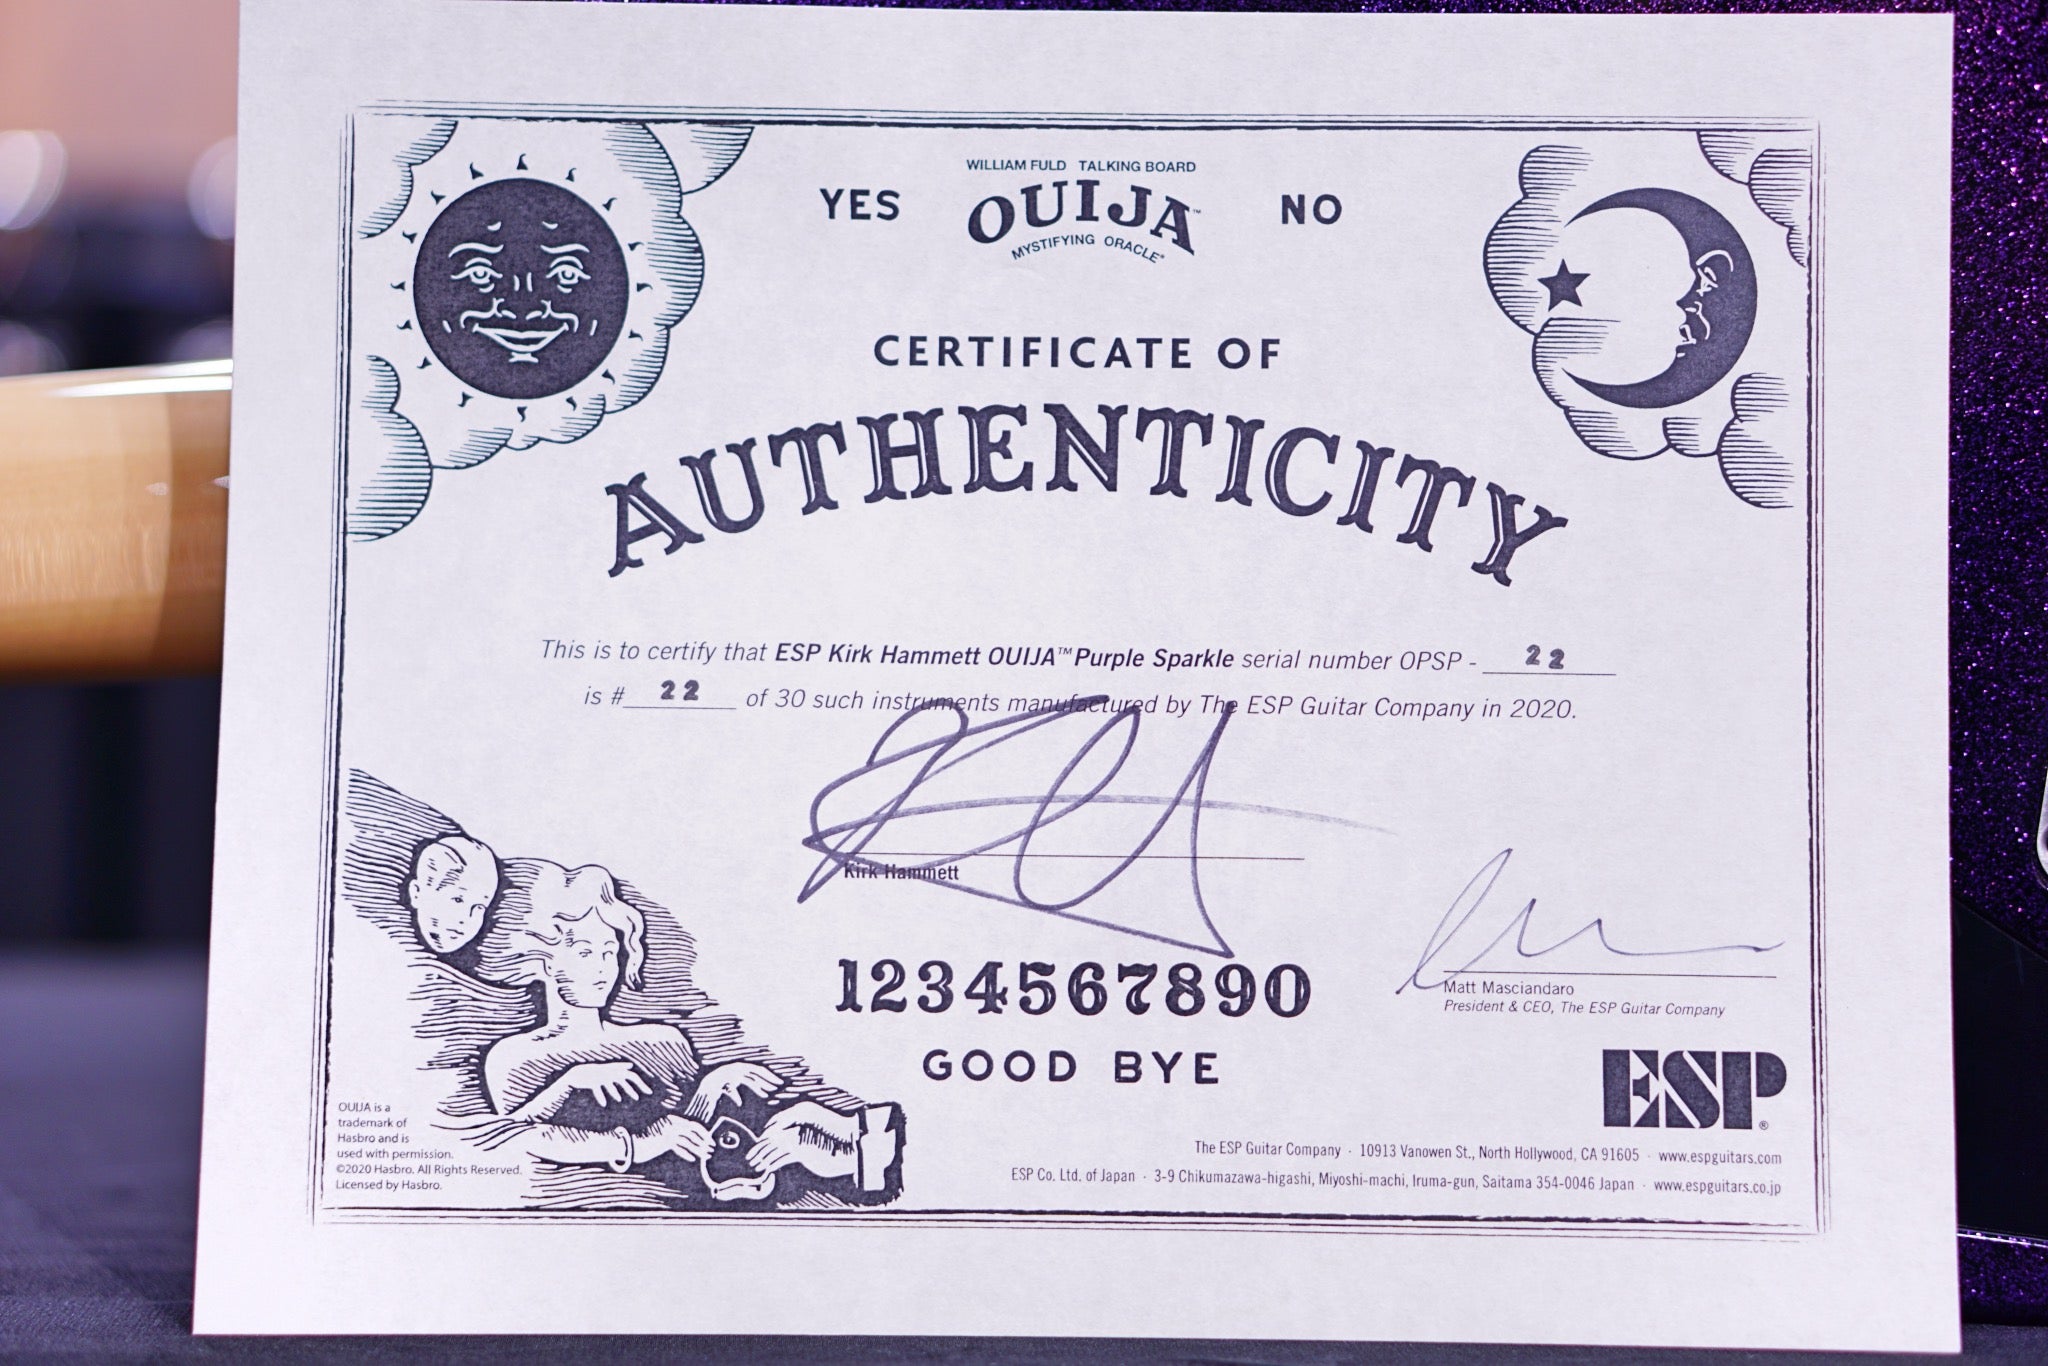 WILLIAM FULD TALKING BOARD
YES OUIJA™ NO
MYSTIFYING ORACLE®
CERTIFICATE OF
AUTHENTICITY
This is to certify that ESP Kirk Hammett OUIJA™ Purple Sparkle serial number OPSP - 22
is # 22 of 30 such instruments manufactured by The ESP Guitar Company in 2020.
Kirk Hammett
Matt Masciandaro
President & CEO, The ESP Guitar Company
1234567890
GOOD BYE
ESP®
OUIJA is a
trademark of
Hasbro and is
used with permission.
©2020 Hasbro. All Rights Reserved.
Licensed by Hasbro.
The ESP Guitar Company · 10913 Vanowen St., North Hollywood, CA 91605 · www.espguitars.com
ESP Co. Ltd. of Japan · 3-9 Chikumazawa-higashi, Miyoshi-machi, Iruma-gun, Saitama 354-0046 Japan · www.espguitars.co.jp